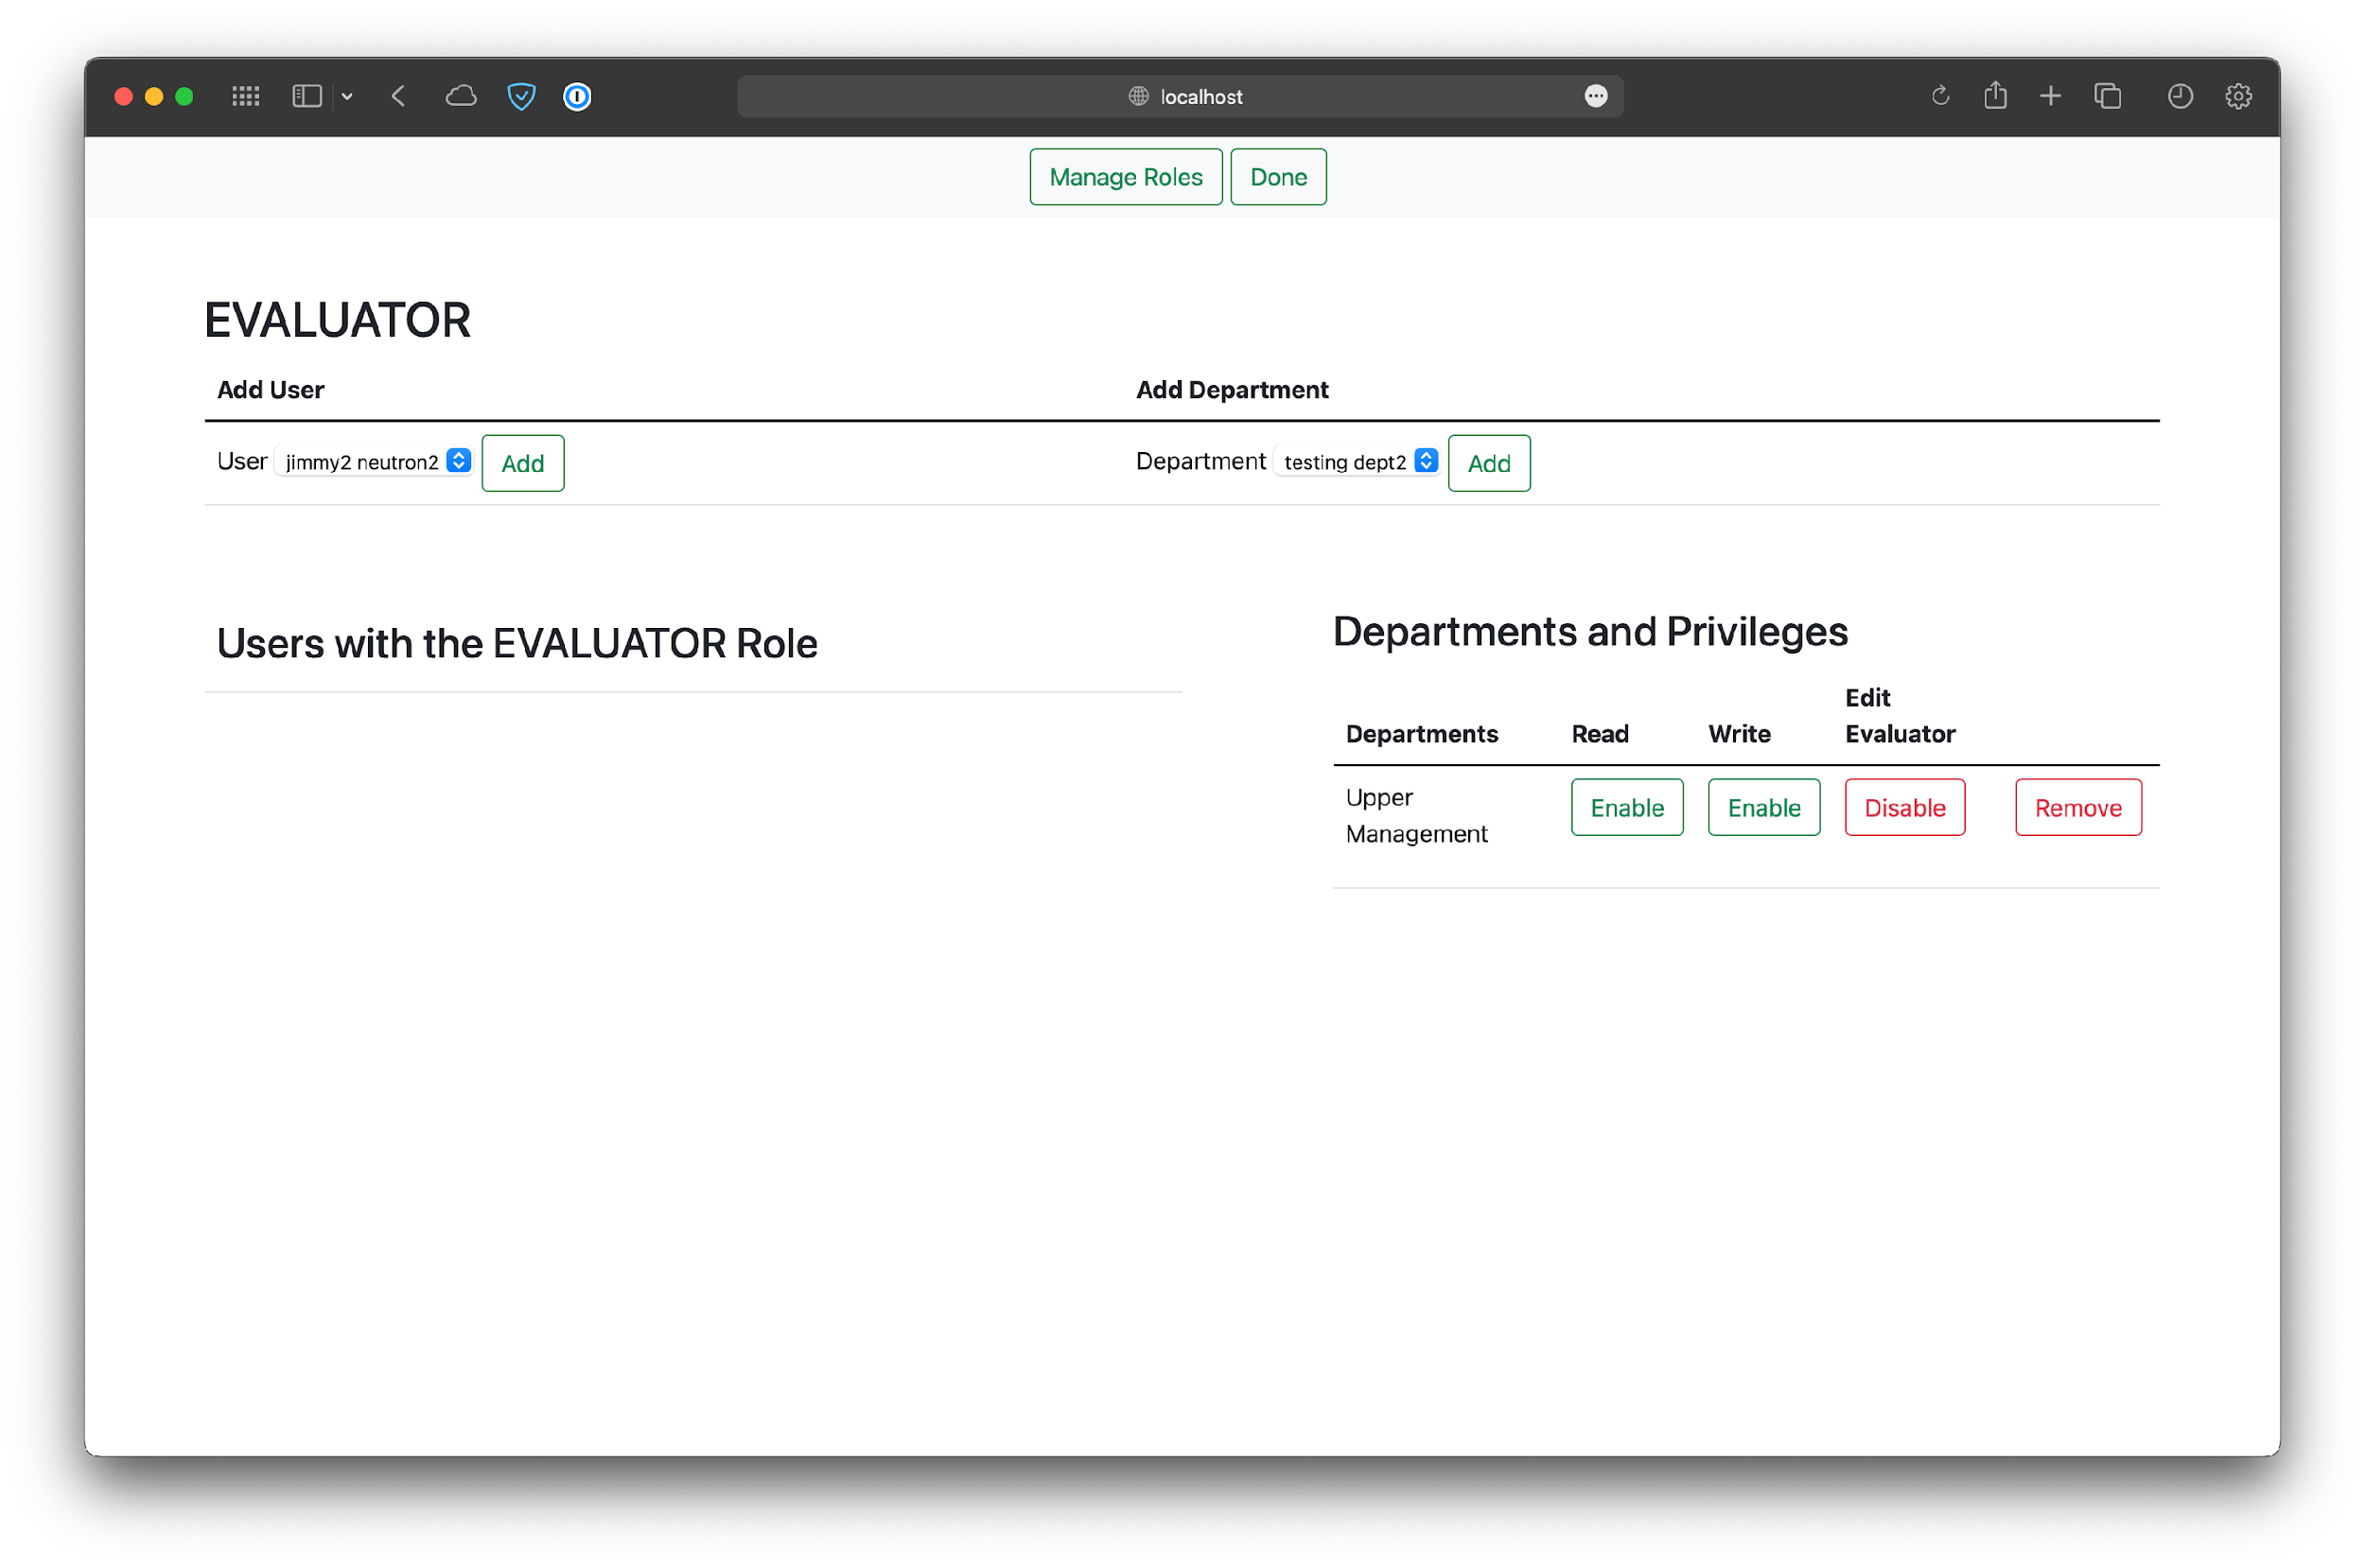 localhost
Manage Roles Done
EVALUATOR
Add User Add Department
User jimmy2 neutron2 Add Department testing dept2 Add
Users with the EVALUATOR Role
Departments and Privileges
Departments Read Write Edit Evaluator
Upper Management Enable Enable Disable Remove